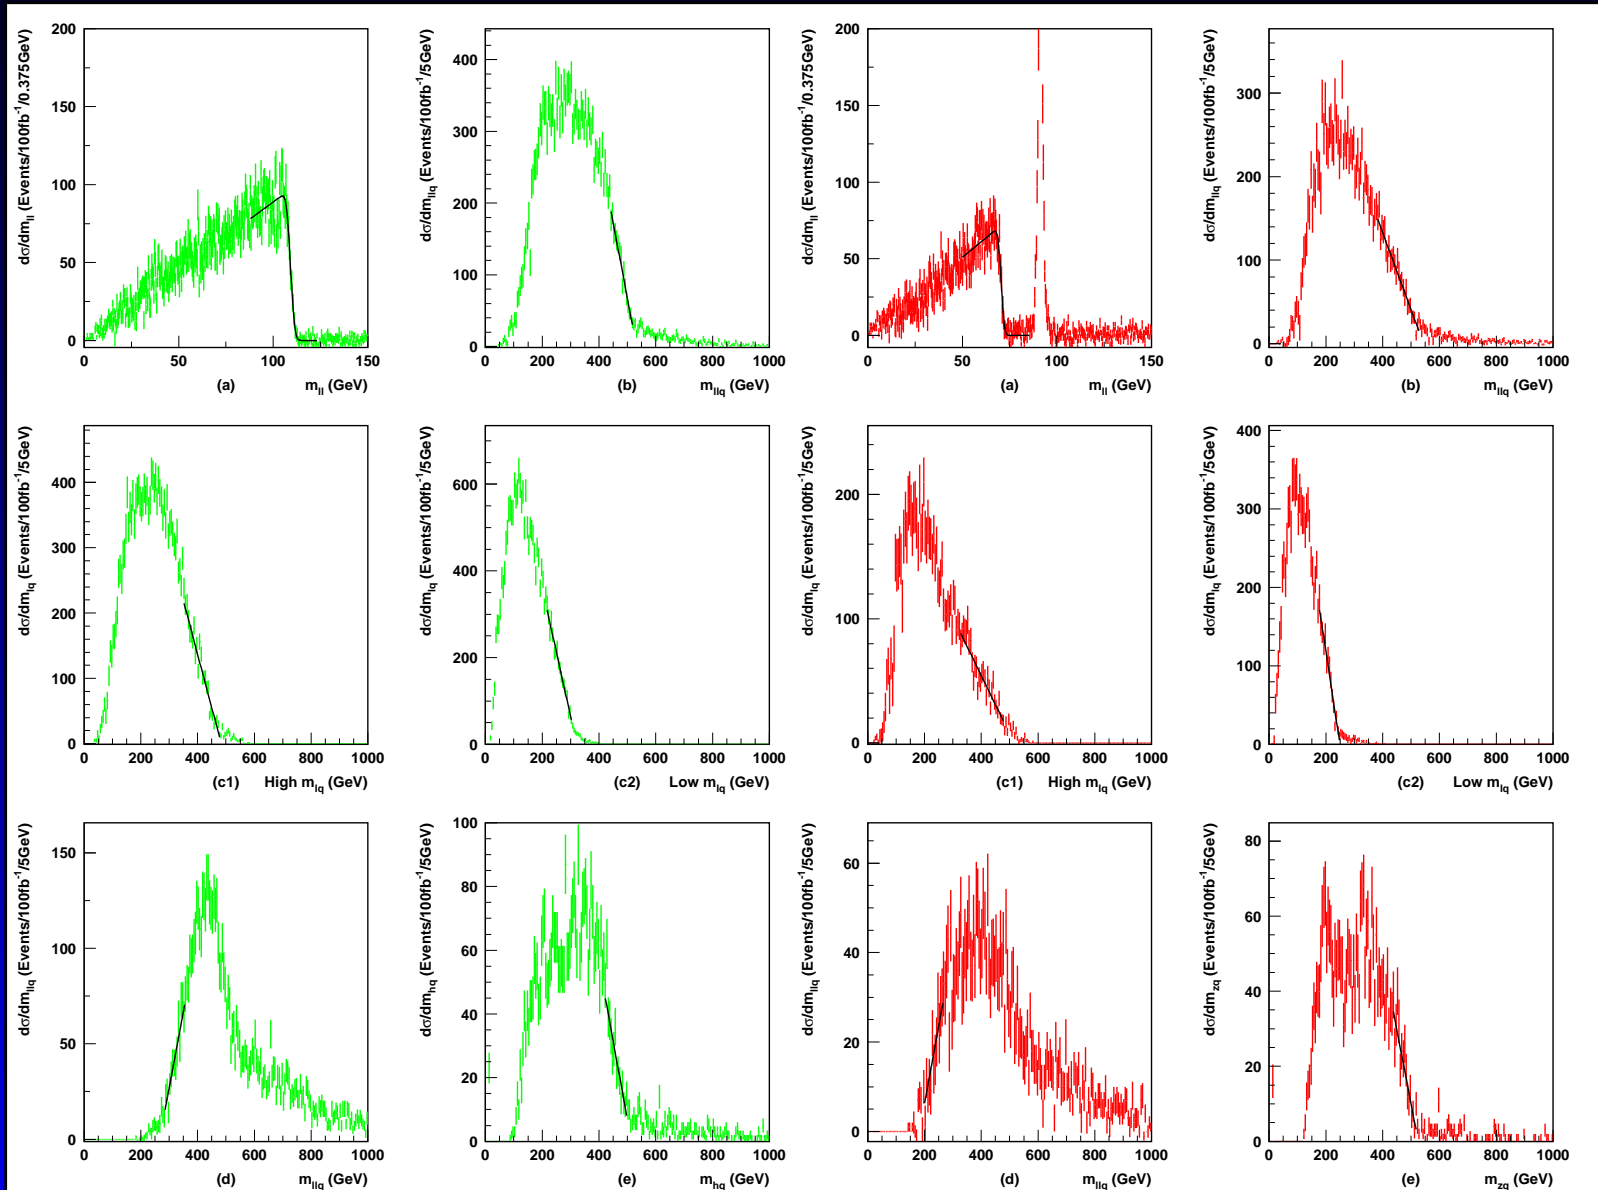 dσ/dm_ll (Events/100fb⁻¹/0.375GeV)
200
150
100
50
0
0 50 100 150
(a) m_ll (GeV)
dσ/dm_llq (Events/100fb⁻¹/5GeV)
400
300
200
100
0
0 200 400 600 800 1000
(b) m_llq (GeV)
dσ/dm_ll (Events/100fb⁻¹/0.375GeV)
200
150
100
50
0
0 50 100 150
(a) m_ll (GeV)
dσ/dm_llq (Events/100fb⁻¹/5GeV)
300
200
100
0
0 200 400 600 800 1000
(b) m_llq (GeV)
dσ/dm_lq (Events/100fb⁻¹/5GeV)
400
300
200
100
0
0 200 400 600 800 1000
(c1) High m_lq (GeV)
dσ/dm_lq (Events/100fb⁻¹/5GeV)
600
400
200
0
0 200 400 600 800 1000
(c2) Low m_lq (GeV)
dσ/dm_lq (Events/100fb⁻¹/5GeV)
200
100
0
0 200 400 600 800 1000
(c1) High m_lq (GeV)
dσ/dm_lq (Events/100fb⁻¹/5GeV)
400
300
200
100
0
0 200 400 600 800 1000
(c2) Low m_lq (GeV)
dσ/dm_llq (Events/100fb⁻¹/5GeV)
150
100
50
0
0 200 400 600 800 1000
(d) m_llq (GeV)
dσ/dm_hq (Events/100fb⁻¹/5GeV)
100
80
60
40
20
0
0 200 400 600 800 1000
(e) m_hq (GeV)
dσ/dm_llq (Events/100fb⁻¹/5GeV)
60
40
20
0
0 200 400 600 800 1000
(d) m_llq (GeV)
dσ/dm_zq (Events/100fb⁻¹/5GeV)
80
60
40
20
0
0 200 400 600 800 1000
(e) m_zq (GeV)